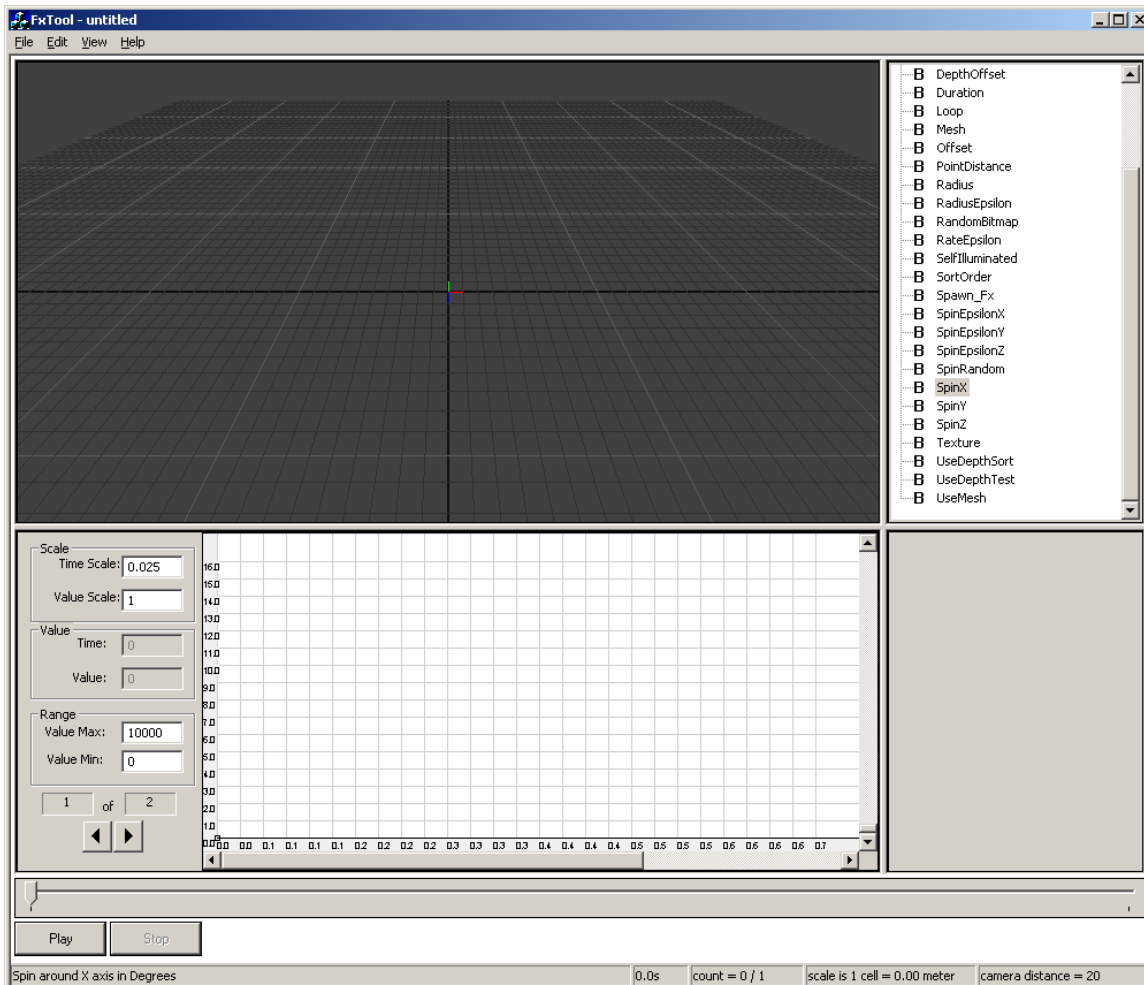 FxTool - untitled
File Edit View Help
DepthOffset
Duration
Loop
Mesh
Offset
PointDistance
Radius
RadiusEpsilon
RandomBitmap
RateEpsilon
SelfIlluminated
SortOrder
Spawn_Fx
SpinEpsilonX
SpinEpsilonY
SpinEpsilonZ
SpinRandom
SpinX
SpinY
SpinZ
Texture
UseDepthSort
UseDepthTest
UseMesh
Scale
Time Scale: 0.025
Value Scale: 1
Value
Time: 0
Value: 0
Range
Value Max: 10000
Value Min: 0
1 of 2
16.0
15.0
14.0
13.0
12.0
11.0
10.0
9.0
8.0
7.0
6.0
5.0
4.0
3.0
2.0
1.0
0.0
0.0 0.0 0.1 0.1 0.1 0.1 0.2 0.2 0.2 0.2 0.3 0.3 0.3 0.3 0.4 0.4 0.4 0.4 0.5 0.5 0.5 0.5 0.6 0.6 0.6 0.6 0.7
Play Stop
Spin around X axis in Degrees 0.0s count = 0 / 1 scale is 1 cell = 0.00 meter camera distance = 20